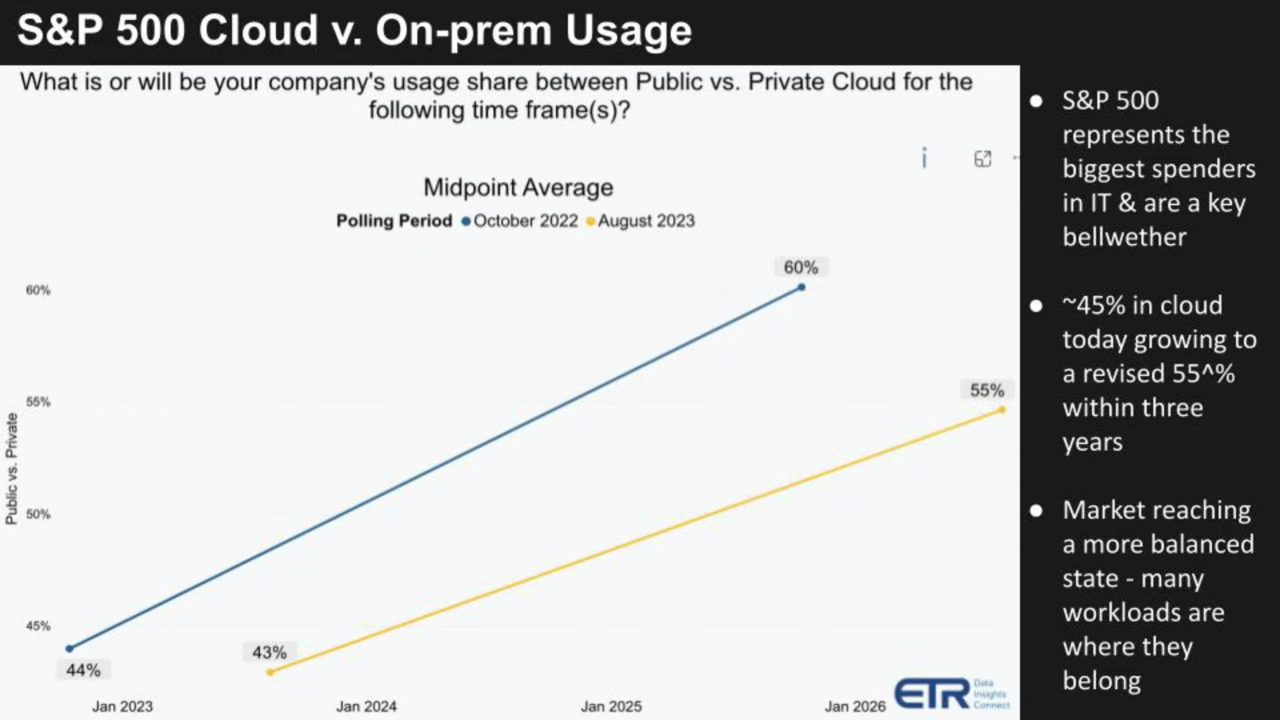 S&P 500 Cloud v. On-prem Usage
What is or will be your company's usage share between Public vs. Private Cloud for the
following time frame(s)?
Midpoint Average
Polling Period October 2022 August 2023
60%
60%
55%
55%
50%
45%
44%
43%
Public vs. Private
Jan 2023 Jan 2024 Jan 2025 Jan 2026
ETR Data
Insights
Connect
● S&P 500
represents the
biggest spenders
in IT & are a key
bellwether
● ~45% in cloud
today growing to
a revised 55^%
within three
years
● Market reaching
a more balanced
state - many
workloads are
where they
belong